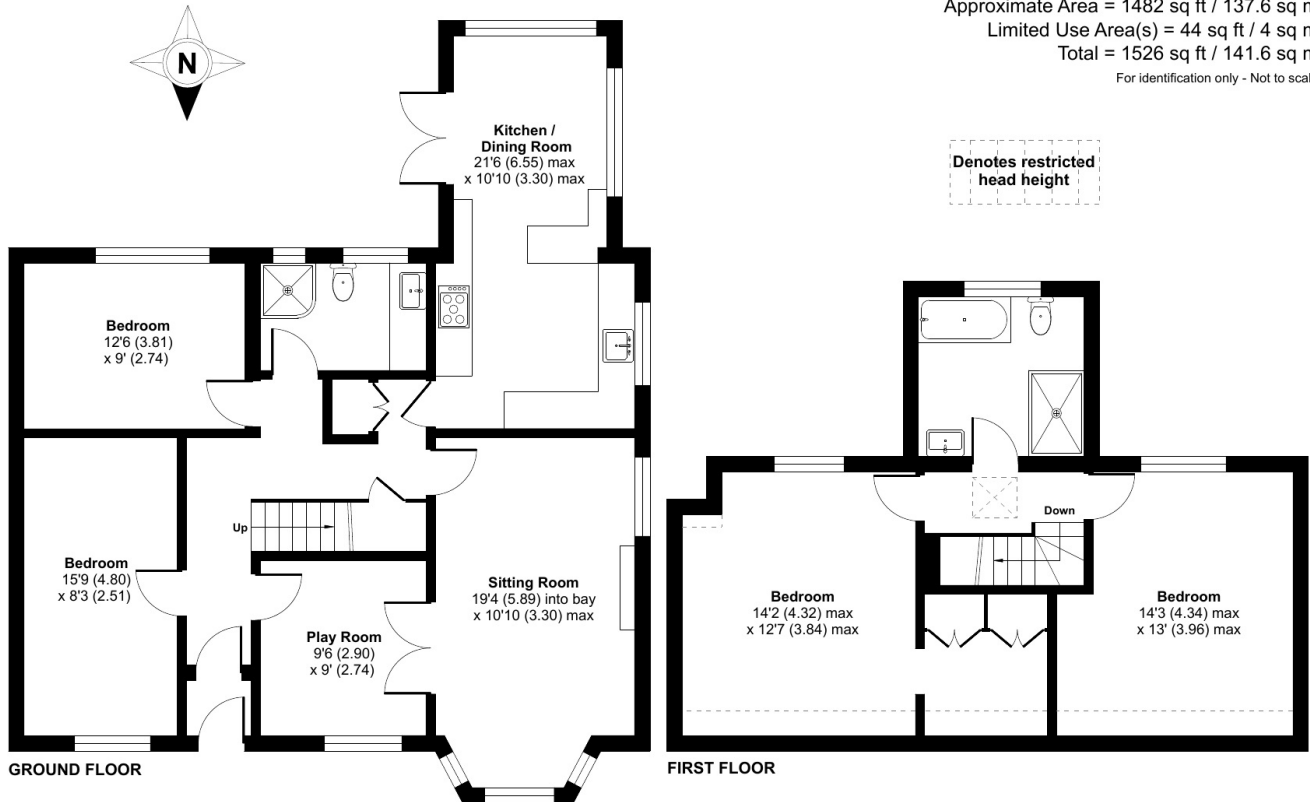 Approximate Area = 1482 sq ft / 137.6 sq m
Limited Use Area(s) = 44 sq ft / 4 sq m
Total = 1526 sq ft / 141.6 sq m
For identification only - Not to scale
N
Denotes restricted
head height
Kitchen /
Dining Room
21'6 (6.55) max
x 10'10 (3.30) max
Bedroom
12'6 (3.81)
x 9' (2.74)
Up
Bedroom
15'9 (4.80)
x 8'3 (2.51)
Play Room
9'6 (2.90)
x 9' (2.74)
Sitting Room
19'4 (5.89) into bay
x 10'10 (3.30) max
GROUND FLOOR
Down
Bedroom
14'2 (4.32) max
x 12'7 (3.84) max
Bedroom
14'3 (4.34) max
x 13' (3.96) max
FIRST FLOOR